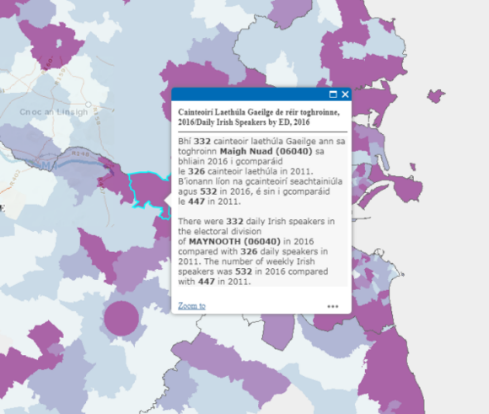 Cnoc an Línsigh
Cainteoirí Laethúla Gaeilge de réir toghroinne,
2016/Daily Irish Speakers by ED, 2016
Bhí 332 cainteoir laethúla Gaeilge ann sa
toghroinn Maigh Nuad (06040) sa
bhliain 2016 i gcomparáid
le 326 cainteoir laethúla in 2011.
B'ionann líon na gcainteoirí seachtainiúla
agus 532 in 2016, é sin i gcomparáid
le 447 in 2011.
There were 332 daily Irish speakers in
the electoral division
of MAYNOOTH (06040) in 2016
compared with 326 daily speakers in
2011. The number of weekly Irish
speakers was 532 in 2016 compared
with 447 in 2011.
Zoom to